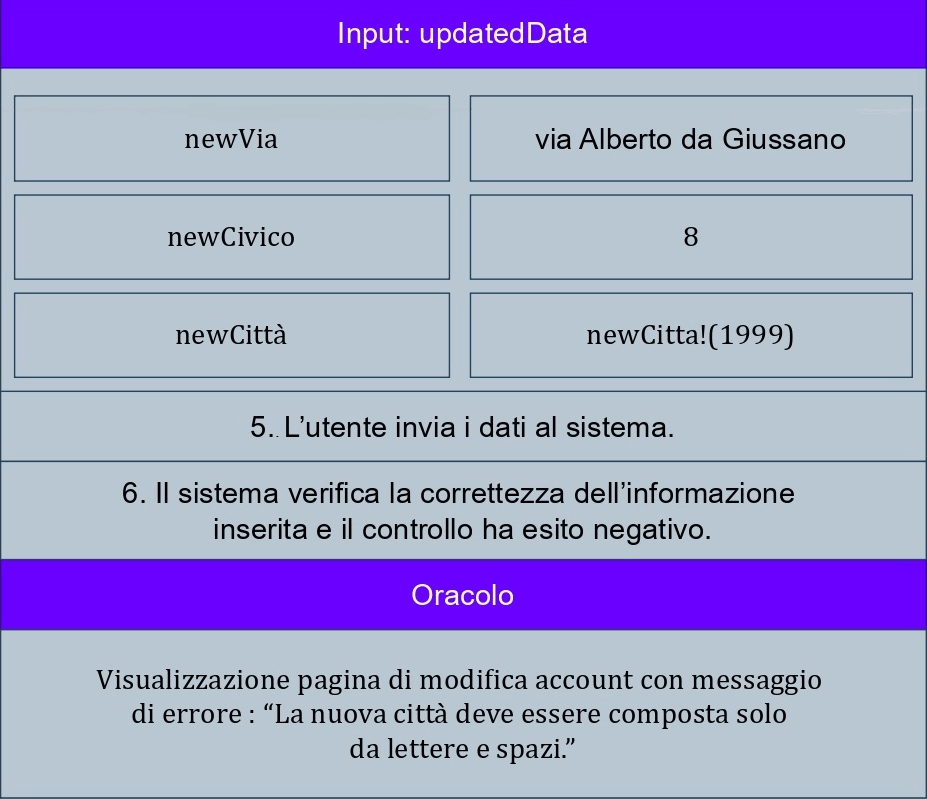 Input: updatedData
newVia
via Alberto da Giussano
newCivico
8
newCittà
newCitta!(1999)
5.. L’utente invia i dati al sistema.
6. Il sistema verifica la correttezza dell’informazione
inserita e il controllo ha esito negativo.
Oracolo
Visualizzazione pagina di modifica account con messaggio
di errore : “La nuova città deve essere composta solo
da lettere e spazi.”